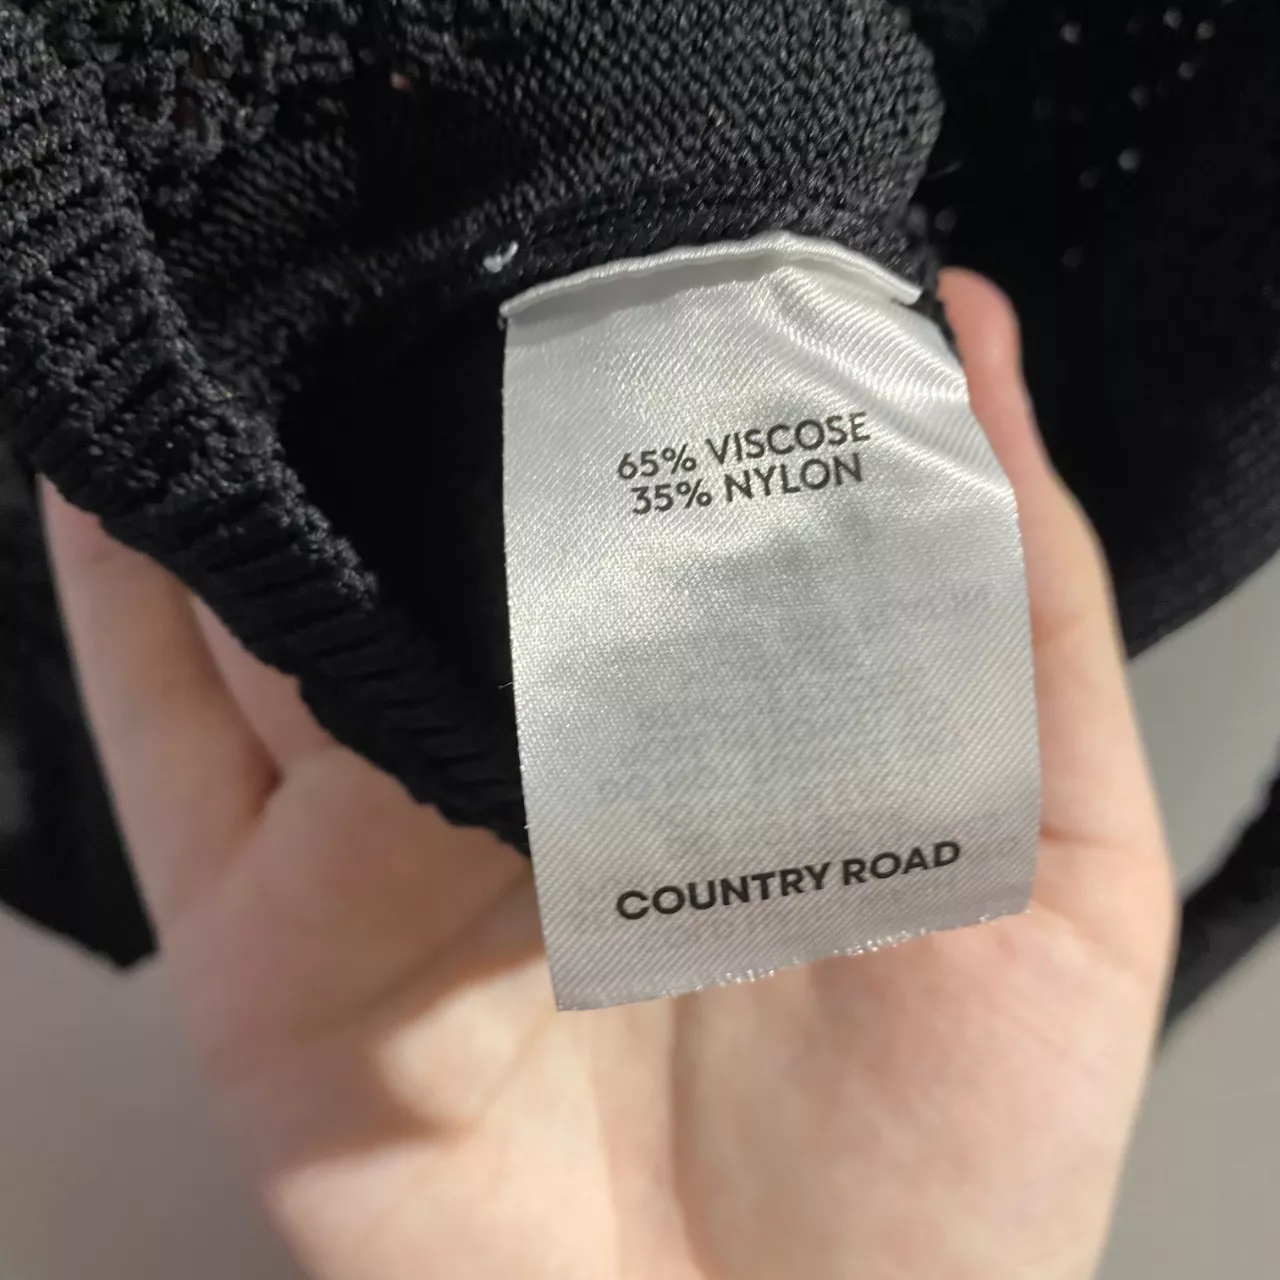 65% VISCOSE
35% NYLON
COUNTRY ROAD